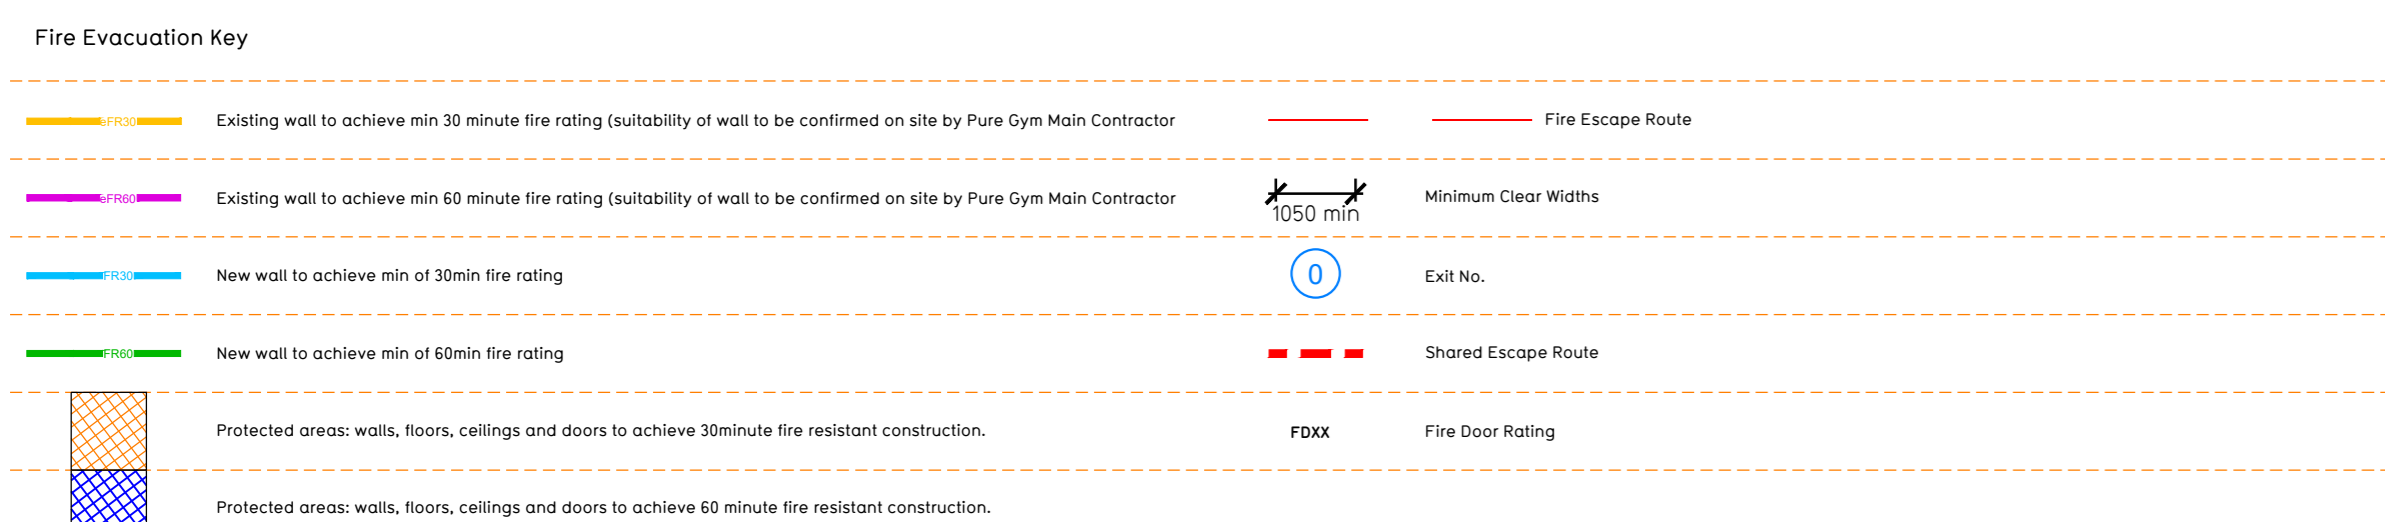 Fire Evacuation Key
eFR30 Existing wall to achieve min 30 minute fire rating (suitability of wall to be confirmed on site by Pure Gym Main Contractor
Fire Escape Route
eFR60 Existing wall to achieve min 60 minute fire rating (suitability of wall to be confirmed on site by Pure Gym Main Contractor
1050 min Minimum Clear Widths
FR30 New wall to achieve min of 30min fire rating
0 Exit No.
FR60 New wall to achieve min of 60min fire rating
Shared Escape Route
Protected areas: walls, floors, ceilings and doors to achieve 30minute fire resistant construction.
FDXX Fire Door Rating
Protected areas: walls, floors, ceilings and doors to achieve 60 minute fire resistant construction.